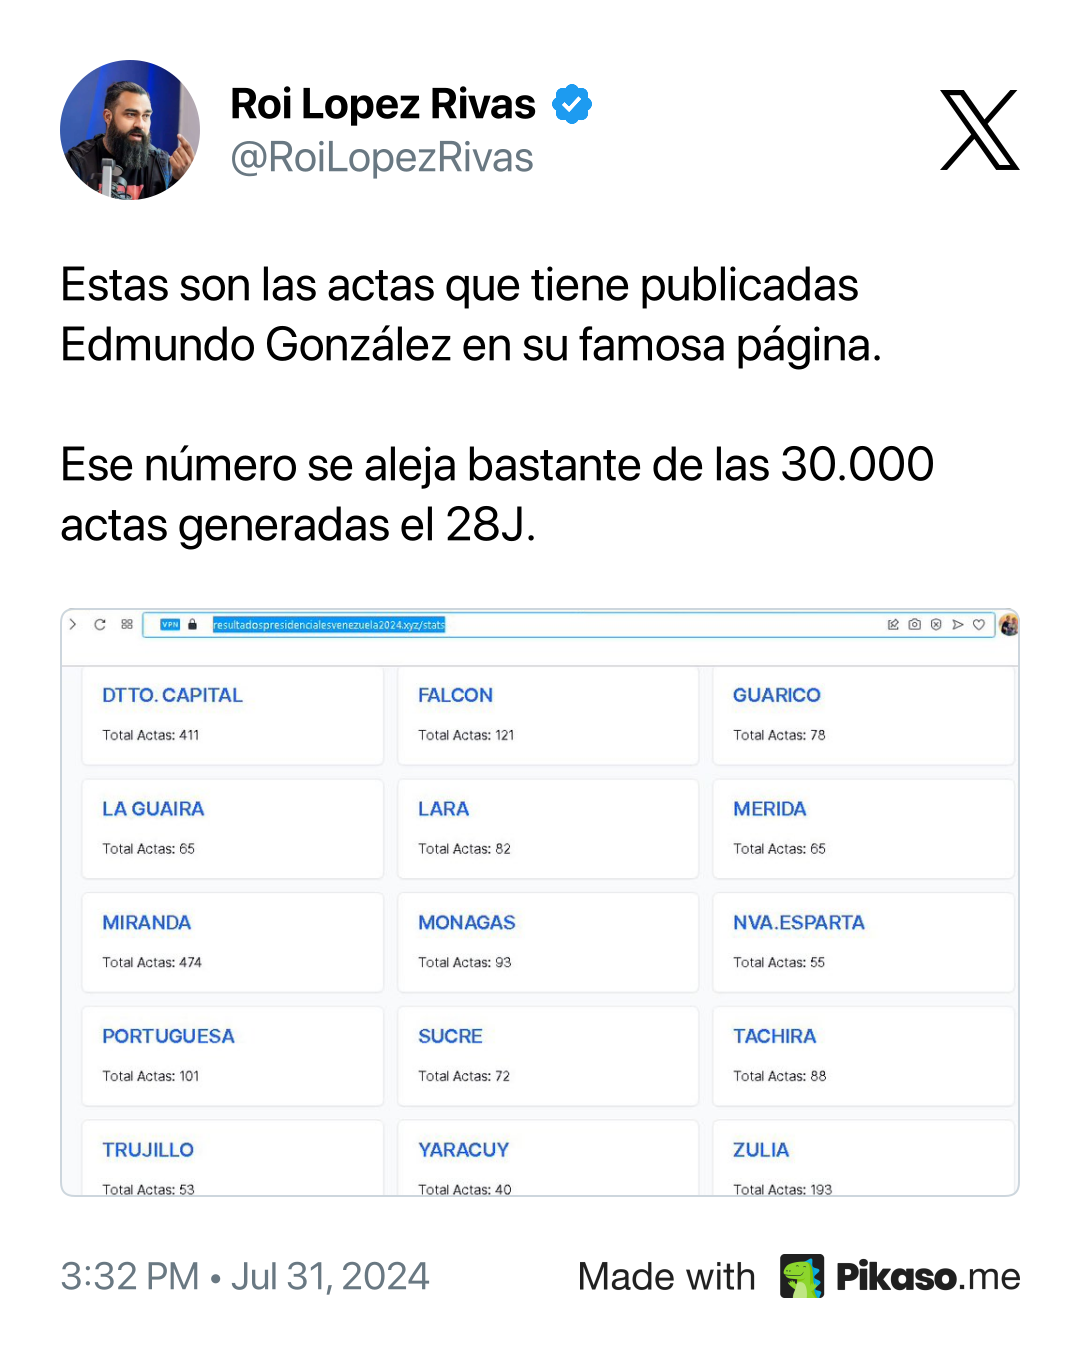 Roi Lopez Rivas
@RoiLopezRivas
Estas son las actas que tiene publicadas
Edmundo González en su famosa página.
Ese número se aleja bastante de las 30.000
actas generadas el 28J.
VPN resultadospresidencialesvenezuela2024.xyz/stats
DTTO. CAPITAL
Total Actas: 411
FALCON
Total Actas: 121
GUARICO
Total Actas: 78
LA GUAIRA
Total Actas: 65
LARA
Total Actas: 82
MERIDA
Total Actas: 65
MIRANDA
Total Actas: 474
MONAGAS
Total Actas: 93
NVA.ESPARTA
Total Actas: 55
PORTUGUESA
Total Actas: 101
SUCRE
Total Actas: 72
TACHIRA
Total Actas: 88
TRUJILLO
Total Actas: 53
YARACUY
Total Actas: 40
ZULIA
Total Actas: 193
3:32 PM • Jul 31, 2024
Made with Pikaso.me